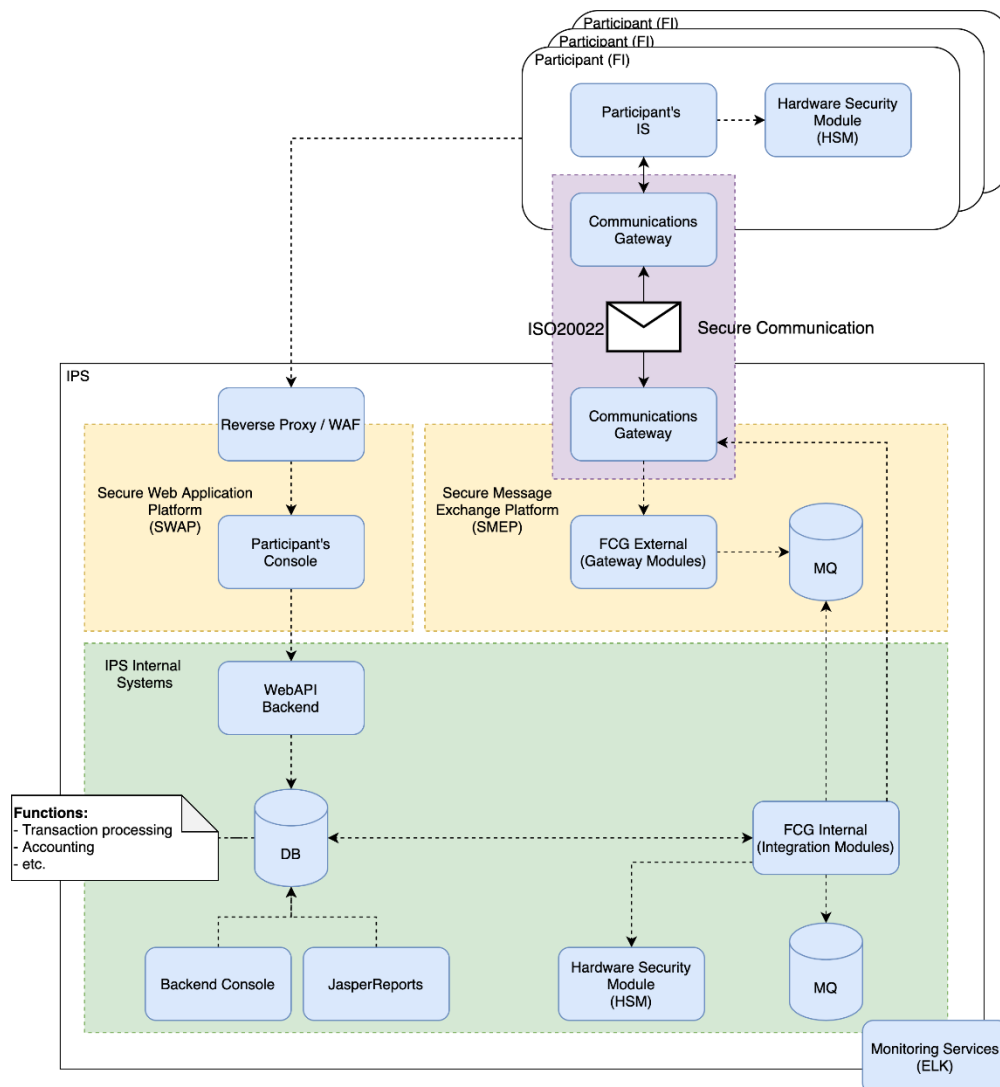 Participant (FI)
Participant (FI)
Participant (FI)
Participant's
IS
Hardware Security
Module
(HSM)
Communications
Gateway
ISO20022
Secure Communication
IPS
Reverse Proxy / WAF
Communications
Gateway
Secure Web Application
Platform
(SWAP)
Secure Message
Exchange Platform
(SMEP)
Participant's
Console
FCG External
(Gateway Modules)
MQ
IPS Internal
Systems
WebAPI
Backend
Functions:
- Transaction processing
- Accounting
- etc.
DB
FCG Internal
(Integration Modules)
Backend Console
JasperReports
Hardware Security
Module
(HSM)
MQ
Monitoring Services
(ELK)